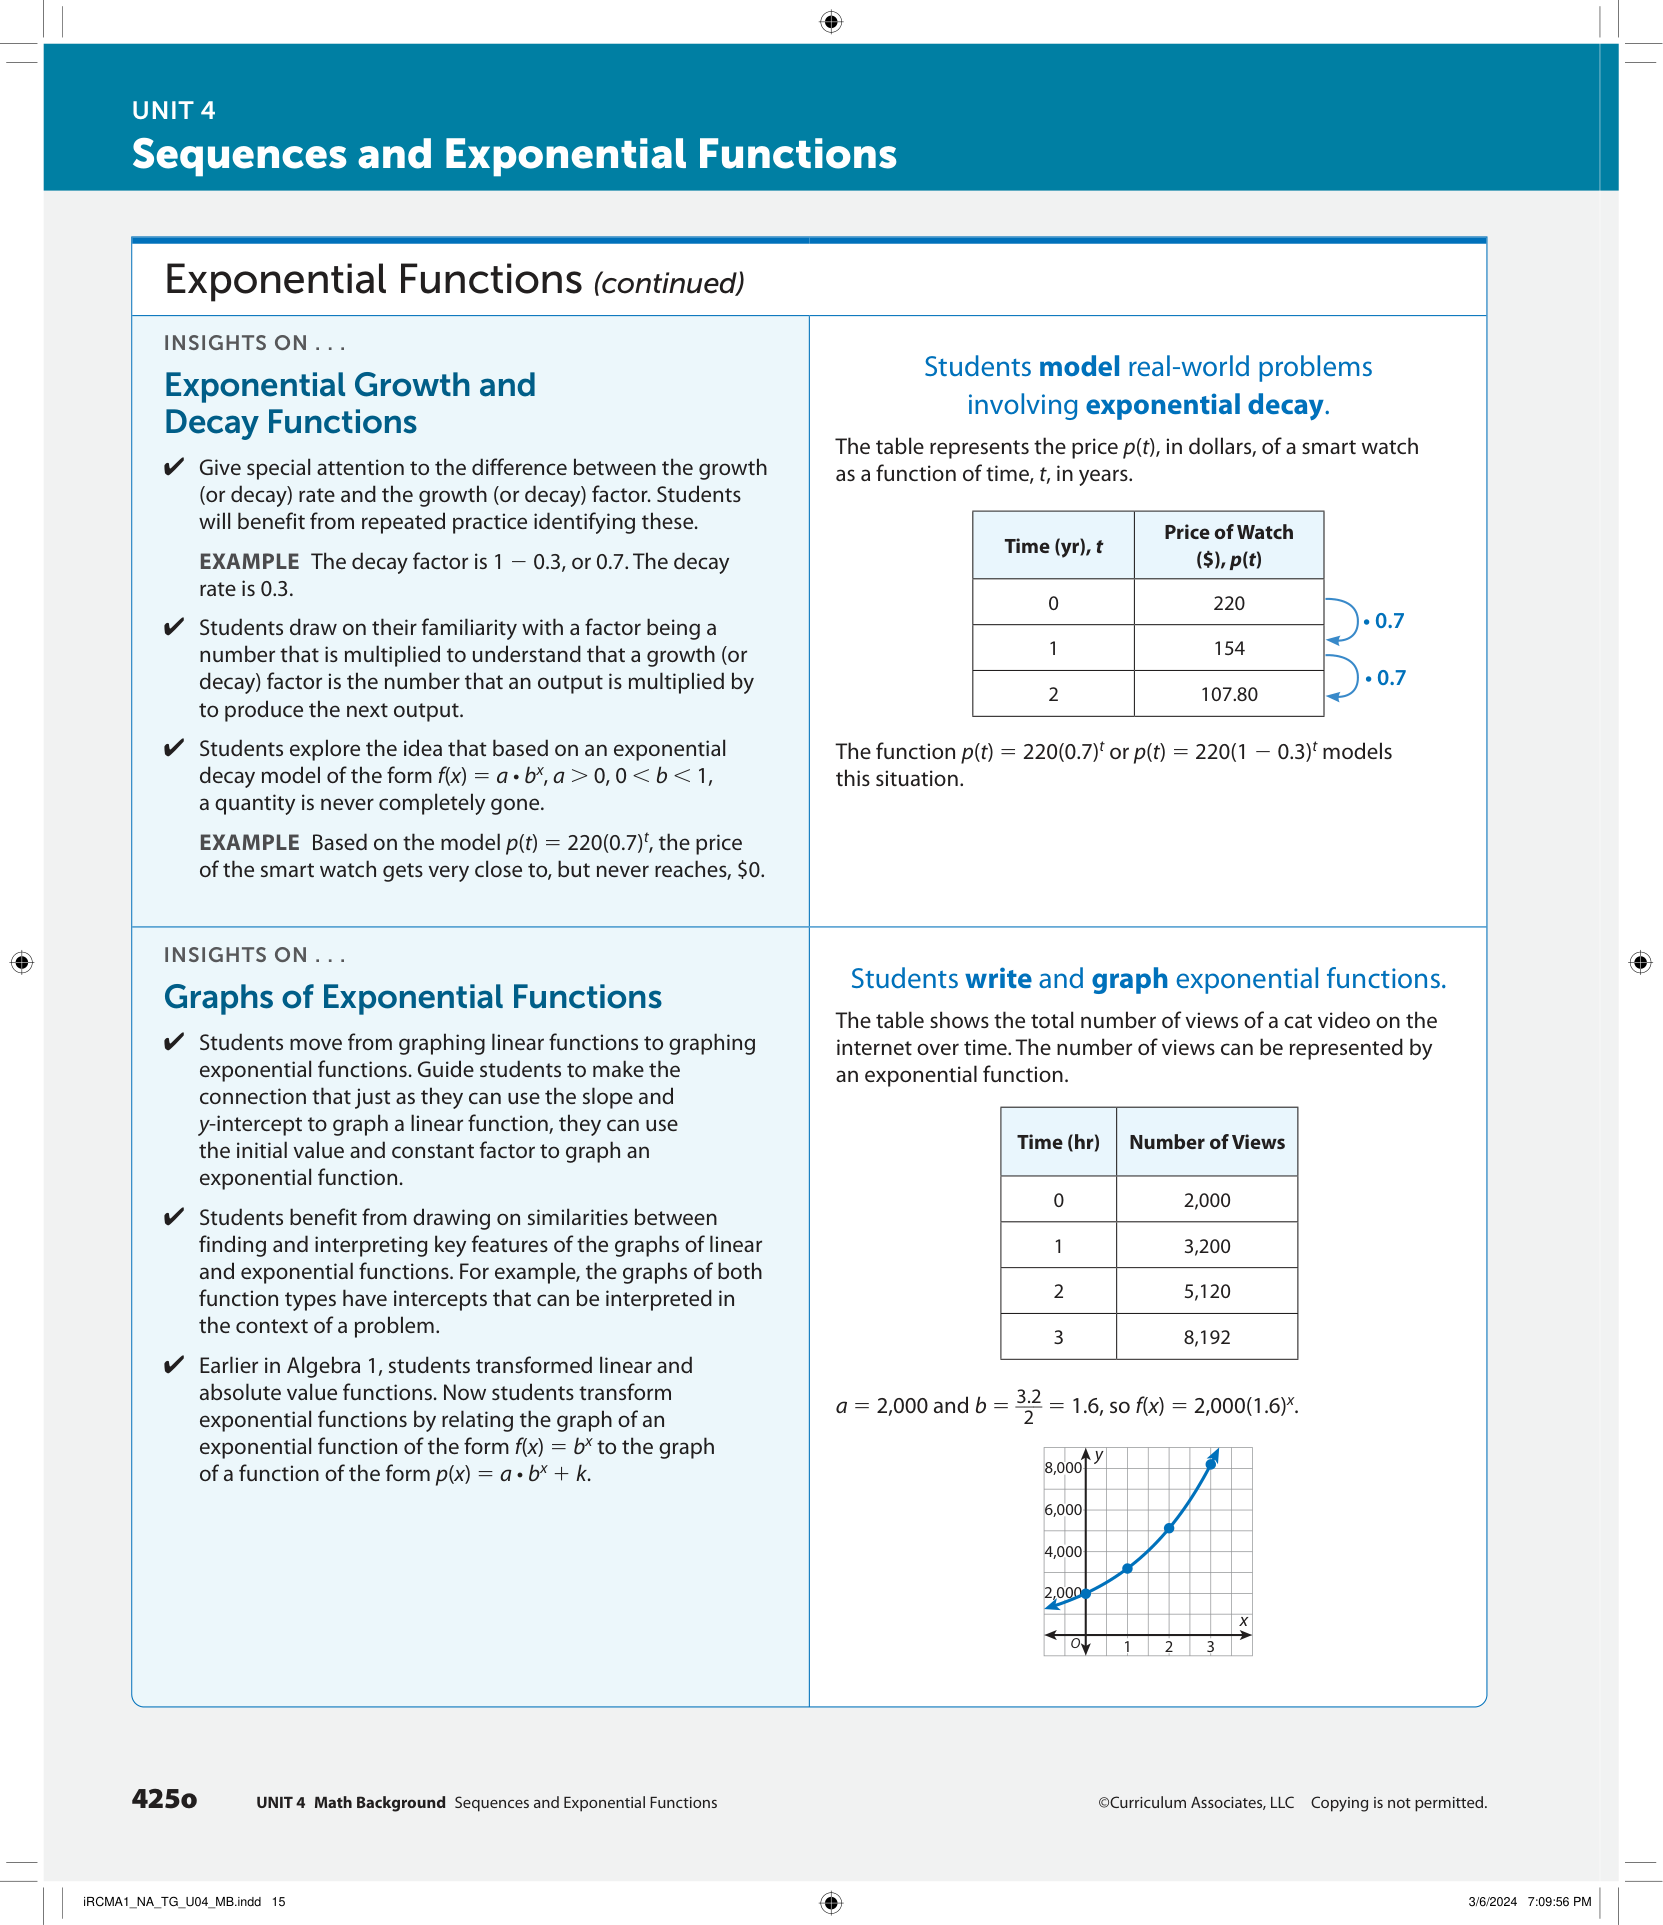 UNIT 4
Sequences and Exponential Functions
Exponential Functions (continued)
INSIGHTS ON . . .
Exponential Growth and
Decay Functions
✔ Give special attention to the difference between the growth
(or decay) rate and the growth (or decay) factor. Students
will benefit from repeated practice identifying these.
EXAMPLE The decay factor is 1 − 0.3, or 0.7. The decay
rate is 0.3.
✔ Students draw on their familiarity with a factor being a
number that is multiplied to understand that a growth (or
decay) factor is the number that an output is multiplied by
to produce the next output.
✔ Students explore the idea that based on an exponential
decay model of the form f(x) = a • bˣ, a > 0, 0 < b < 1,
a quantity is never completely gone.
EXAMPLE Based on the model p(t) = 220(0.7)ᵗ, the price
of the smart watch gets very close to, but never reaches, $0.
Students model real-world problems
involving exponential decay.
The table represents the price p(t), in dollars, of a smart watch
as a function of time, t, in years.
Time (yr), t
Price of Watch
($), p(t)
0 220
• 0.7
1 154
• 0.7
2 107.80
The function p(t) = 220(0.7)ᵗ or p(t) = 220(1 − 0.3)ᵗ models
this situation.
INSIGHTS ON . . .
Graphs of Exponential Functions
✔ Students move from graphing linear functions to graphing
exponential functions. Guide students to make the
connection that just as they can use the slope and
y-intercept to graph a linear function, they can use
the initial value and constant factor to graph an
exponential function.
✔ Students benefit from drawing on similarities between
finding and interpreting key features of the graphs of linear
and exponential functions. For example, the graphs of both
function types have intercepts that can be interpreted in
the context of a problem.
✔ Earlier in Algebra 1, students transformed linear and
absolute value functions. Now students transform
exponential functions by relating the graph of an
exponential function of the form f(x) = bˣ to the graph
of a function of the form p(x) = a • bˣ + k.
Students write and graph exponential functions.
The table shows the total number of views of a cat video on the
internet over time. The number of views can be represented by
an exponential function.
Time (hr) Number of Views
0 2,000
1 3,200
2 5,120
3 8,192
a = 2,000 and b = 3.2/2 = 1.6, so f(x) = 2,000(1.6)ˣ.
y
8,000
6,000
4,000
2,000
x
O 1 2 3
425o UNIT 4 Math Background Sequences and Exponential Functions
©Curriculum Associates, LLC Copying is not permitted.
iRCMA1_NA_TG_U04_MB.indd 15
3/6/2024 7:09:56 PM